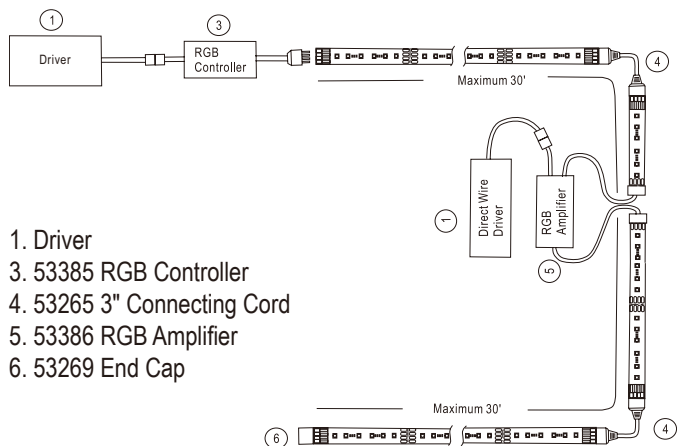 1
3
Driver
RGB
Controller
4
Maximum 30'
1
Direct Wire
Driver
RGB
Amplifier
5
1. Driver
3. 53385 RGB Controller
4. 53265 3" Connecting Cord
5. 53386 RGB Amplifier
6. 53269 End Cap
Maximum 30'
6
4